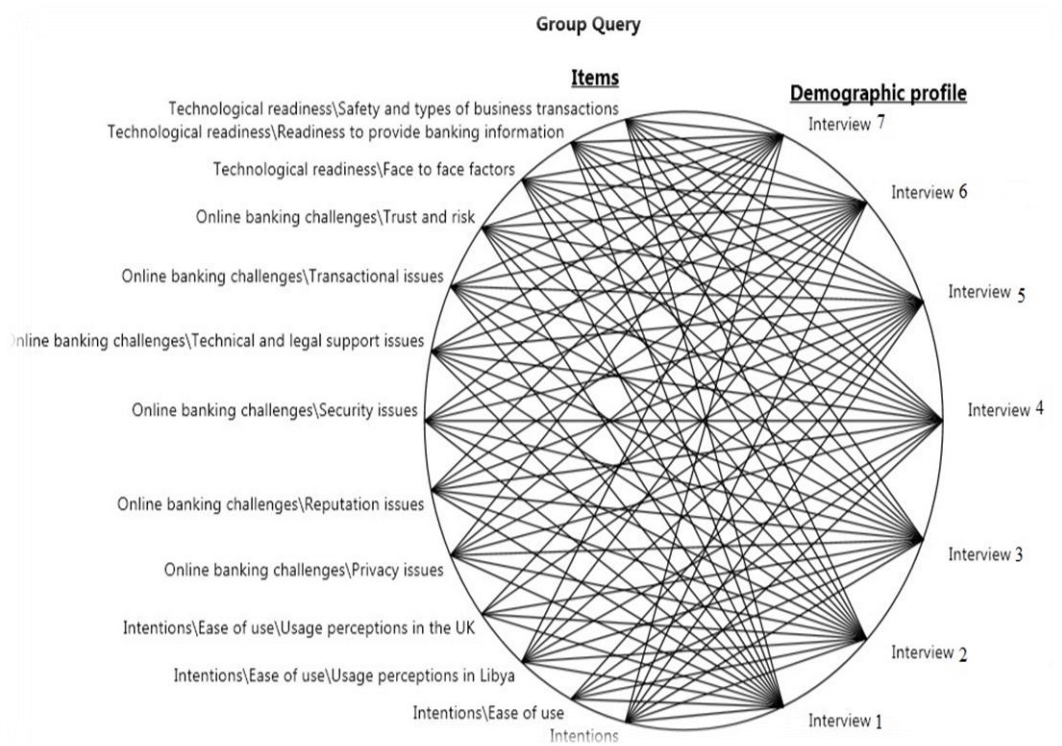 Group Query
Items
Demographic profile
Technological readiness\Safety and types of business transactions
Technological readiness\Readiness to provide banking information
Technological readiness\Face to face factors
Online banking challenges\Trust and risk
Online banking challenges\Transactional issues
nline banking challenges\Technical and legal support issues
Online banking challenges\Security issues
Online banking challenges\Reputation issues
Online banking challenges\Privacy issues
Intentions\Ease of use\Usage perceptions in the UK
Intentions\Ease of use\Usage perceptions in Libya
Intentions\Ease of use
Intentions
Interview 7
Interview 6
Interview 5
Interview 4
Interview 3
Interview 2
Interview 1